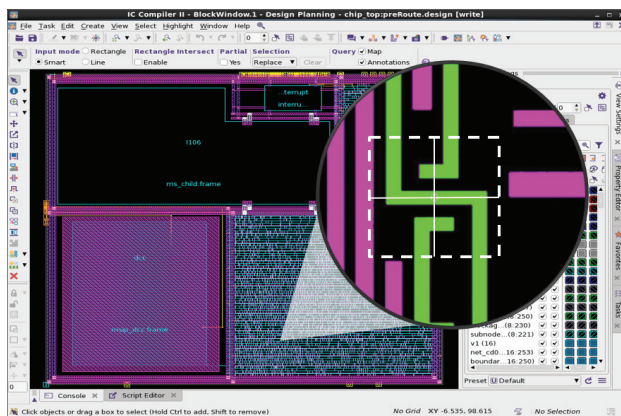 IC Compiler II - BlockWindow.1 - Design Planning - chip_top:preRoute.design [write]
File Task Edit Create View Select Highlight Window Help
0
Input mode Rectangle Rectangle Intersect Partial Selection Query Map
Smart Line Enable Yes Replace Clear Annotations
...terrupt
interru...
I106
ms_child.frame
dcc
View Settings
Property Editor
Favorites
Tasks
(8:230)
subnode...(8:221)
v1 (16)
net_cd0...16:253)
boundar...16:250)
Preset Default
0
Console Script Editor
Click objects or drag a box to select (Hold Ctrl to add, Shift to remove)
No Grid XY -6.535, 98.615 No Selection